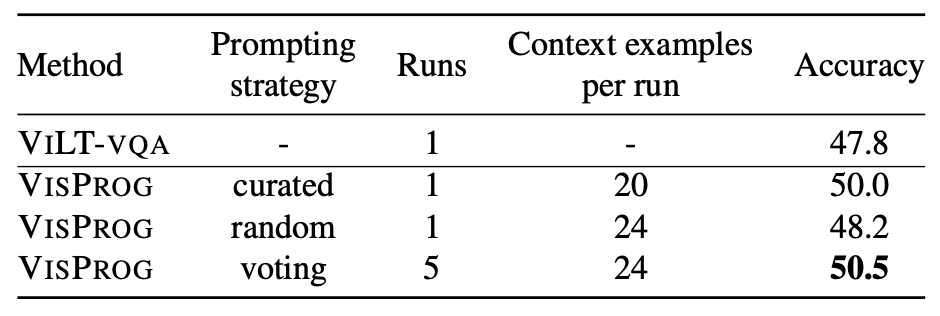 Method Prompting strategy Runs Context examples per run Accuracy
VILT-VQA - 1 - 47.8
VISPROG curated 1 20 50.0
VISPROG random 1 24 48.2
VISPROG voting 5 24 50.5